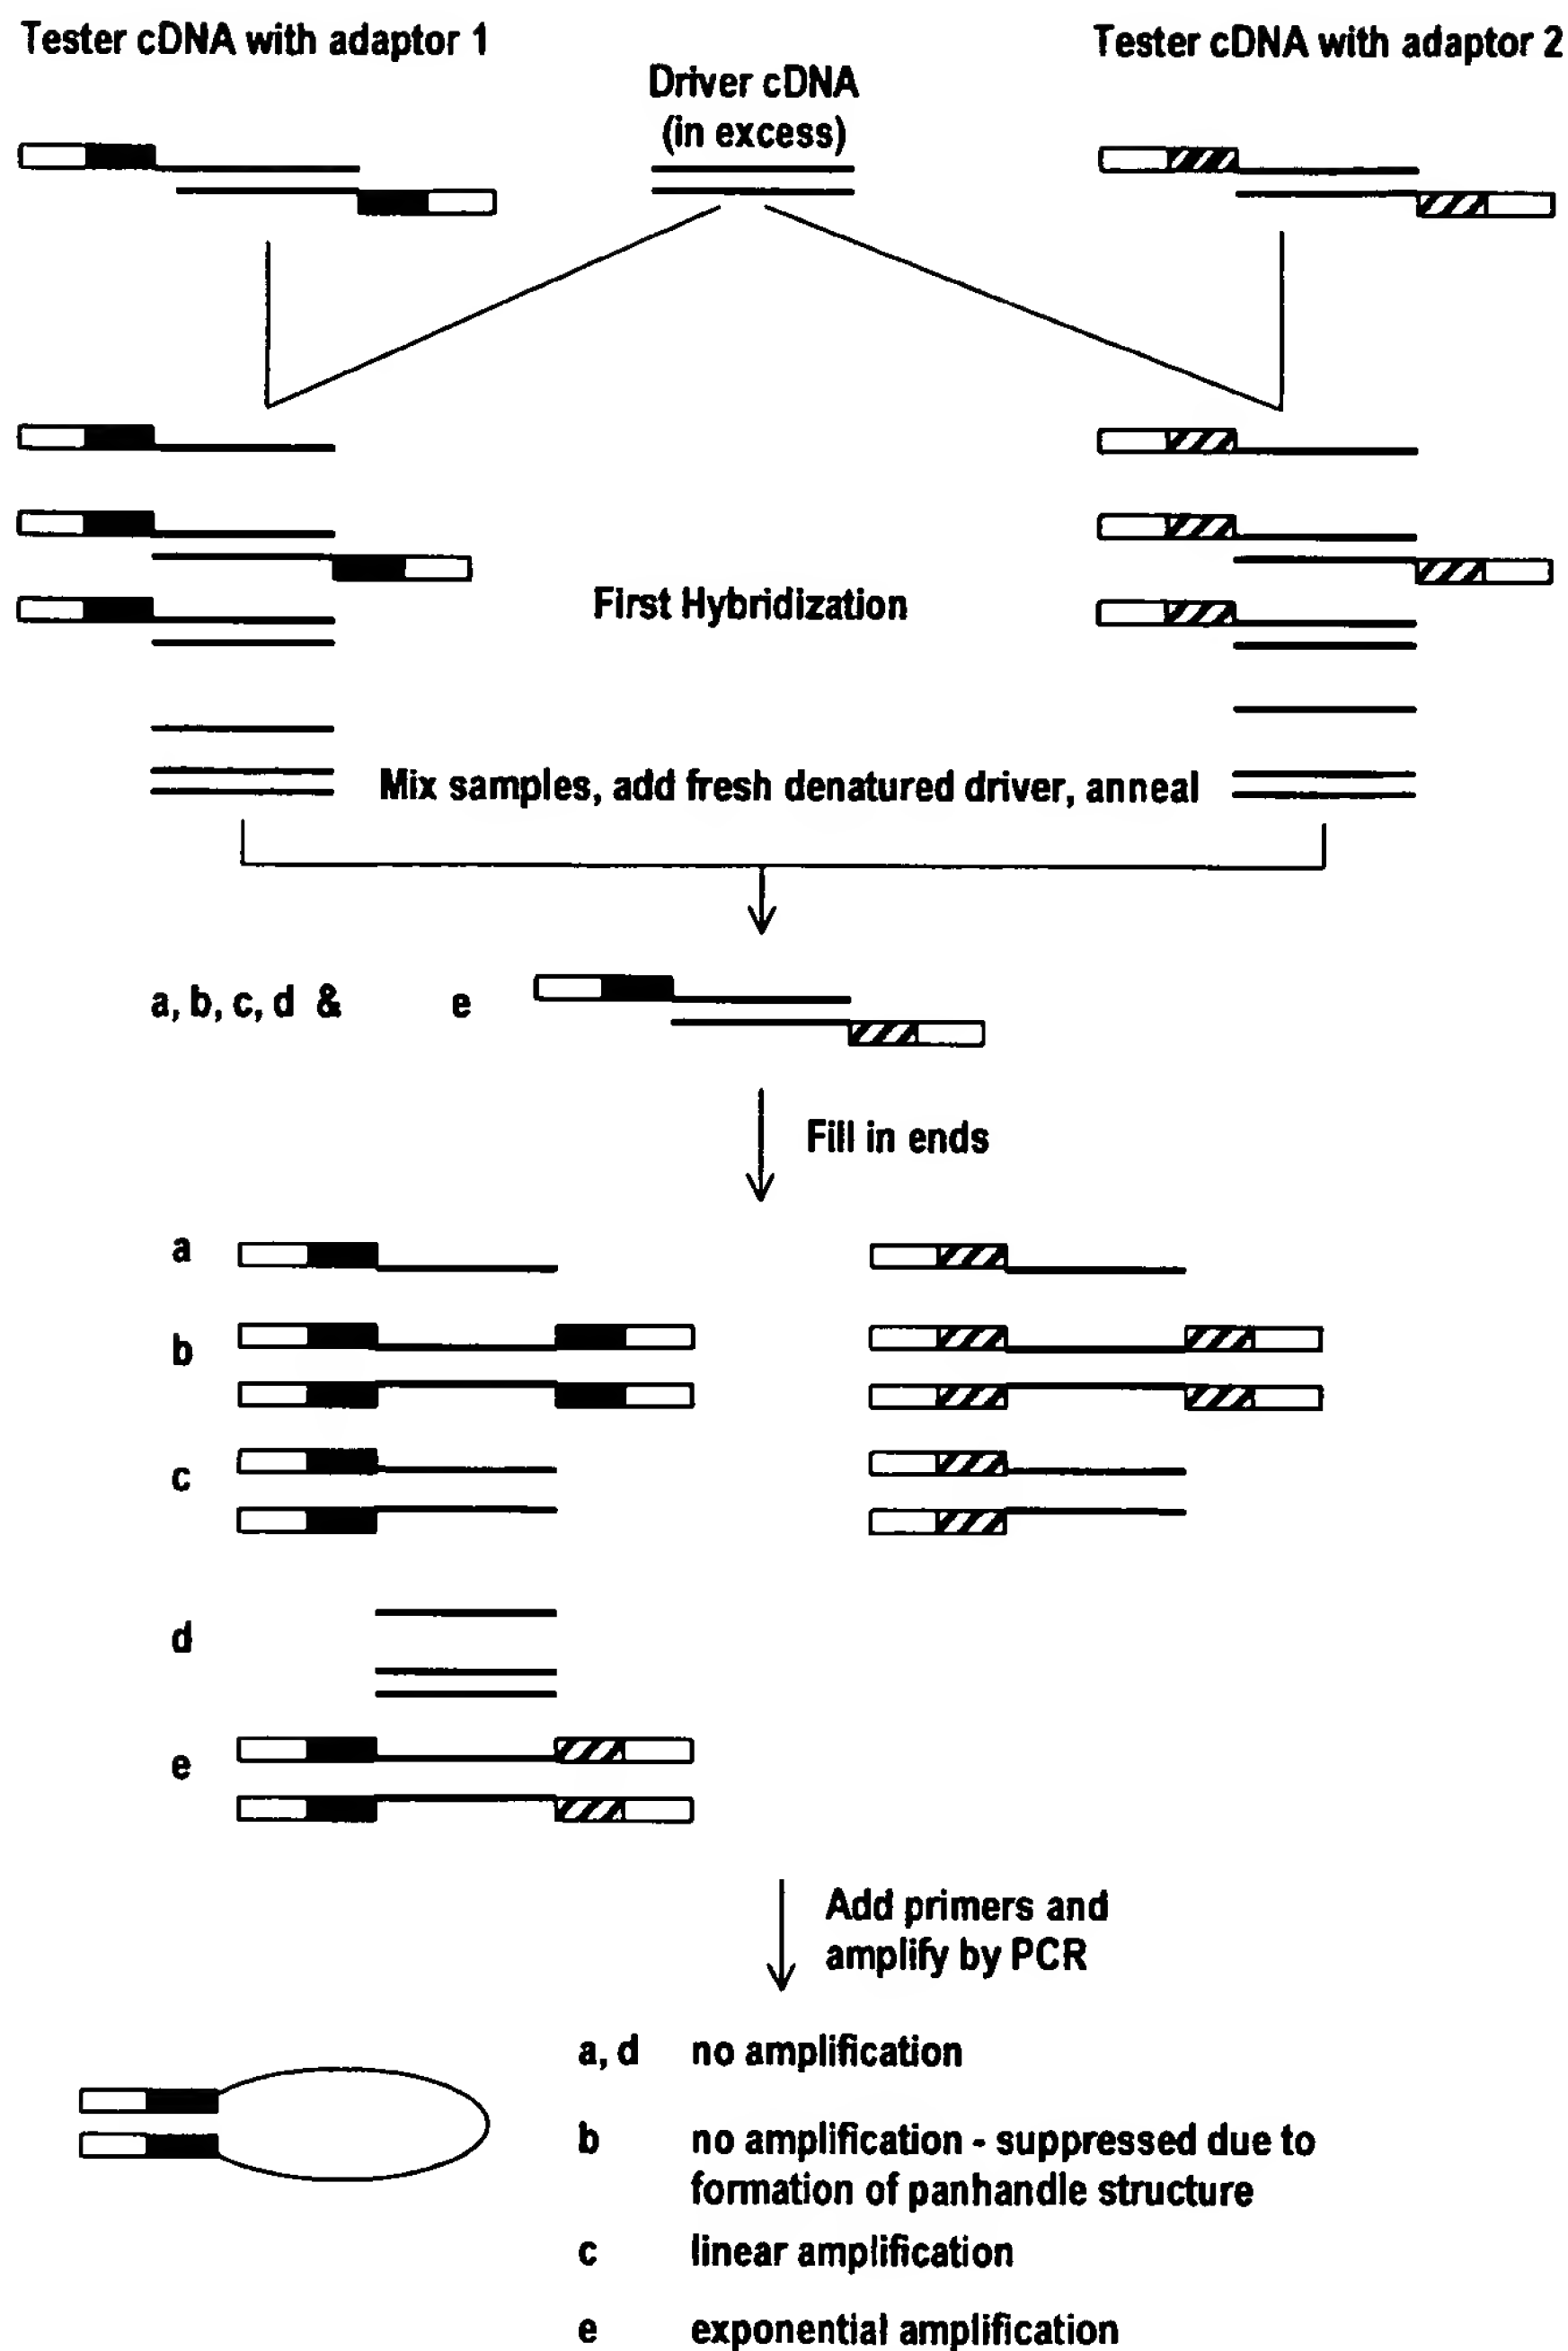 Tester cDNA with adaptor 1
Tester cDNA with adaptor 2
Driver cDNA
(in excess)
First Hybridization
Mix samples, add fresh denatured driver, anneal
a, b, c, d & e
Fill in ends
a
b
c
d
e
Add primers and
amplify by PCR
a, d no amplification
b no amplification - suppressed due to
formation of panhandle structure
c linear amplification
e exponential amplification